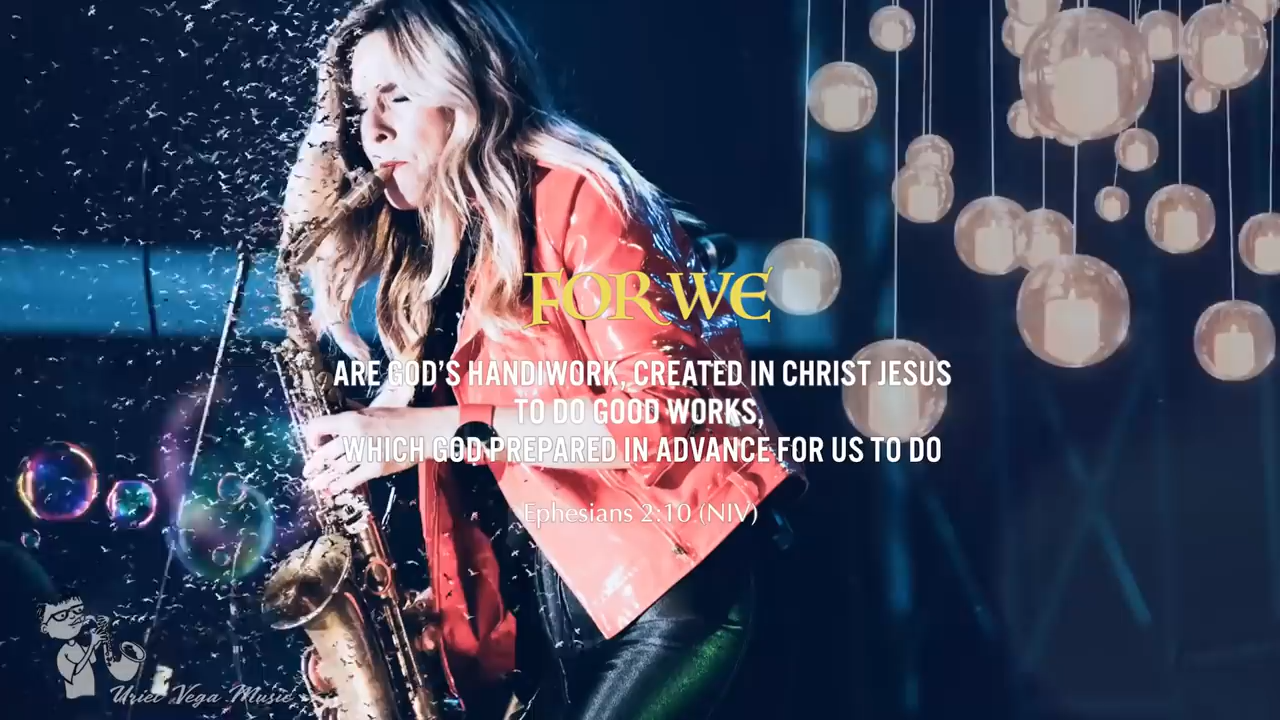 FOR WE
ARE GOD'S HANDIWORK, CREATED IN CHRIST JESUS
TO DO GOOD WORKS,
WHICH GOD PREPARED IN ADVANCE FOR US TO DO
Ephesians 2:10 (NIV)
Uriel Vega Music